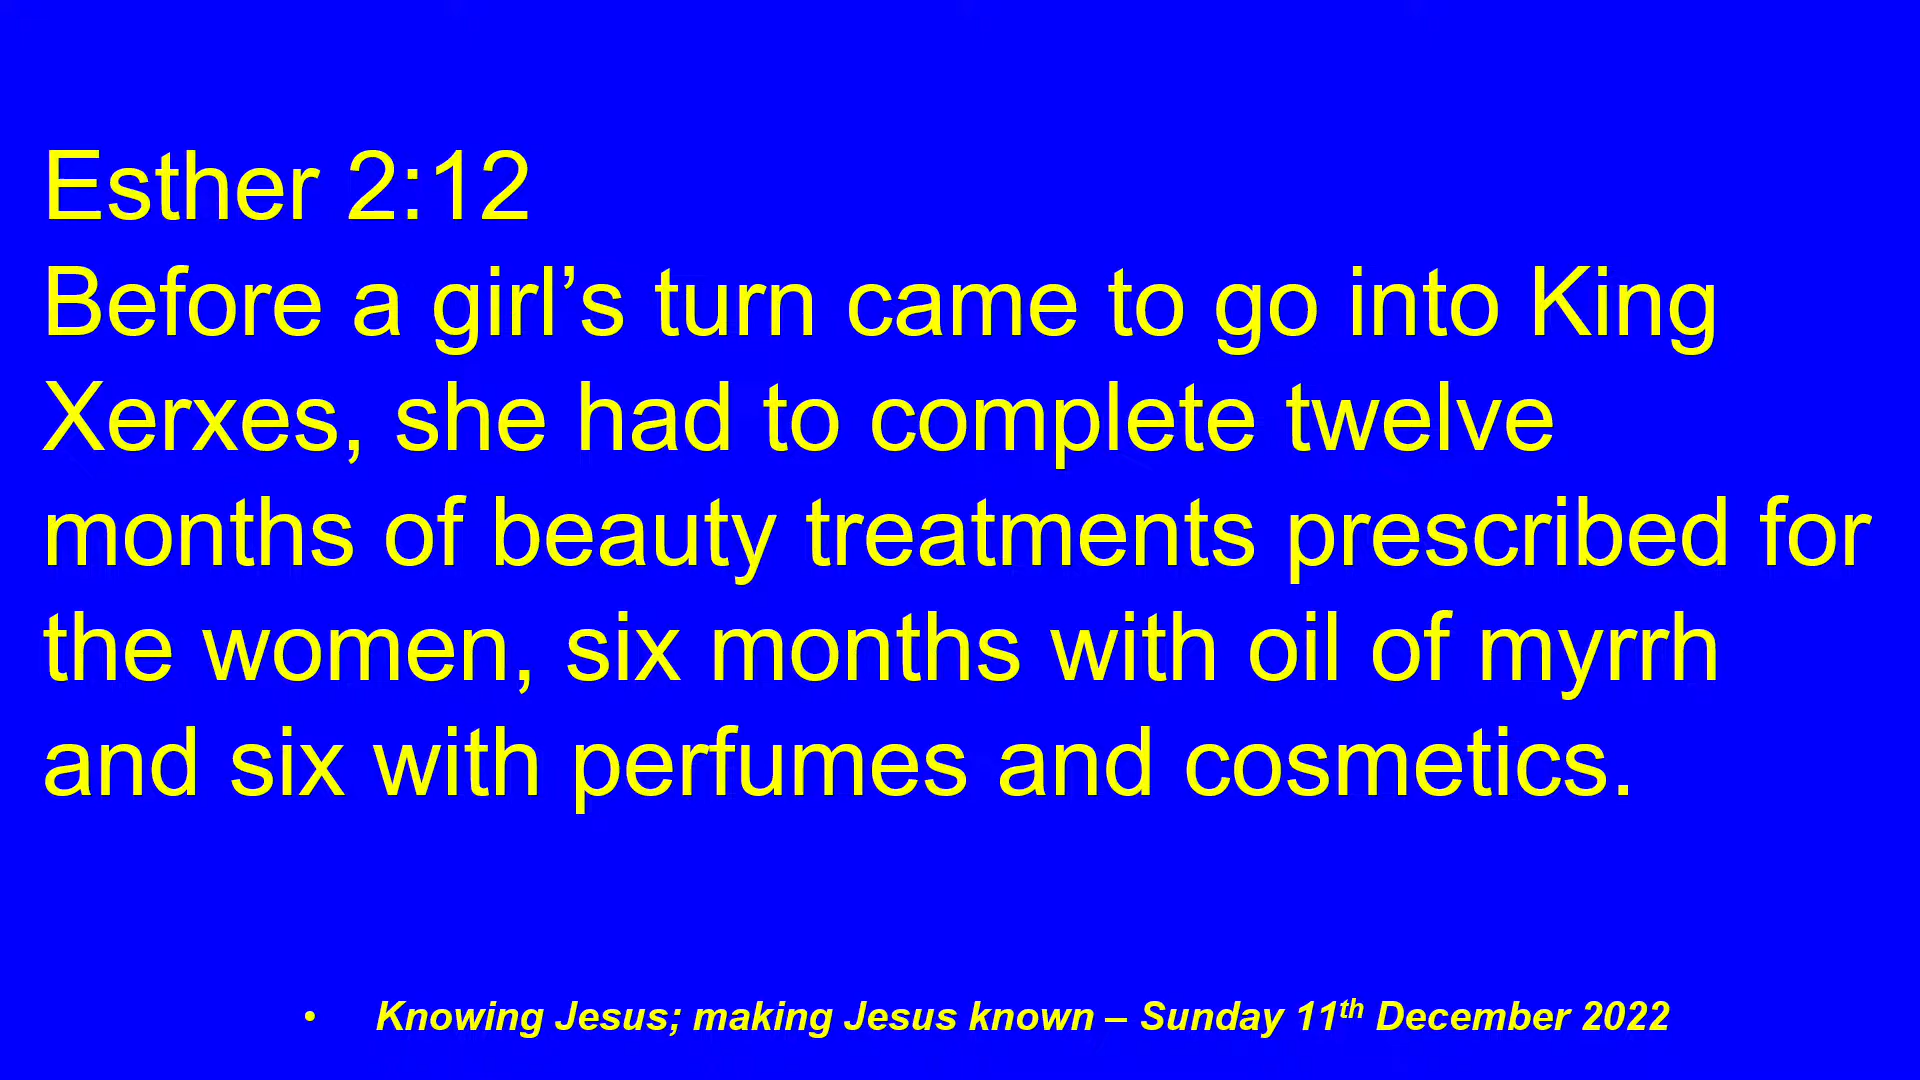 Esther 2:12
Before a girl’s turn came to go into King
Xerxes, she had to complete twelve
months of beauty treatments prescribed for
the women, six months with oil of myrrh
and six with perfumes and cosmetics.
• Knowing Jesus; making Jesus known – Sunday 11th December 2022